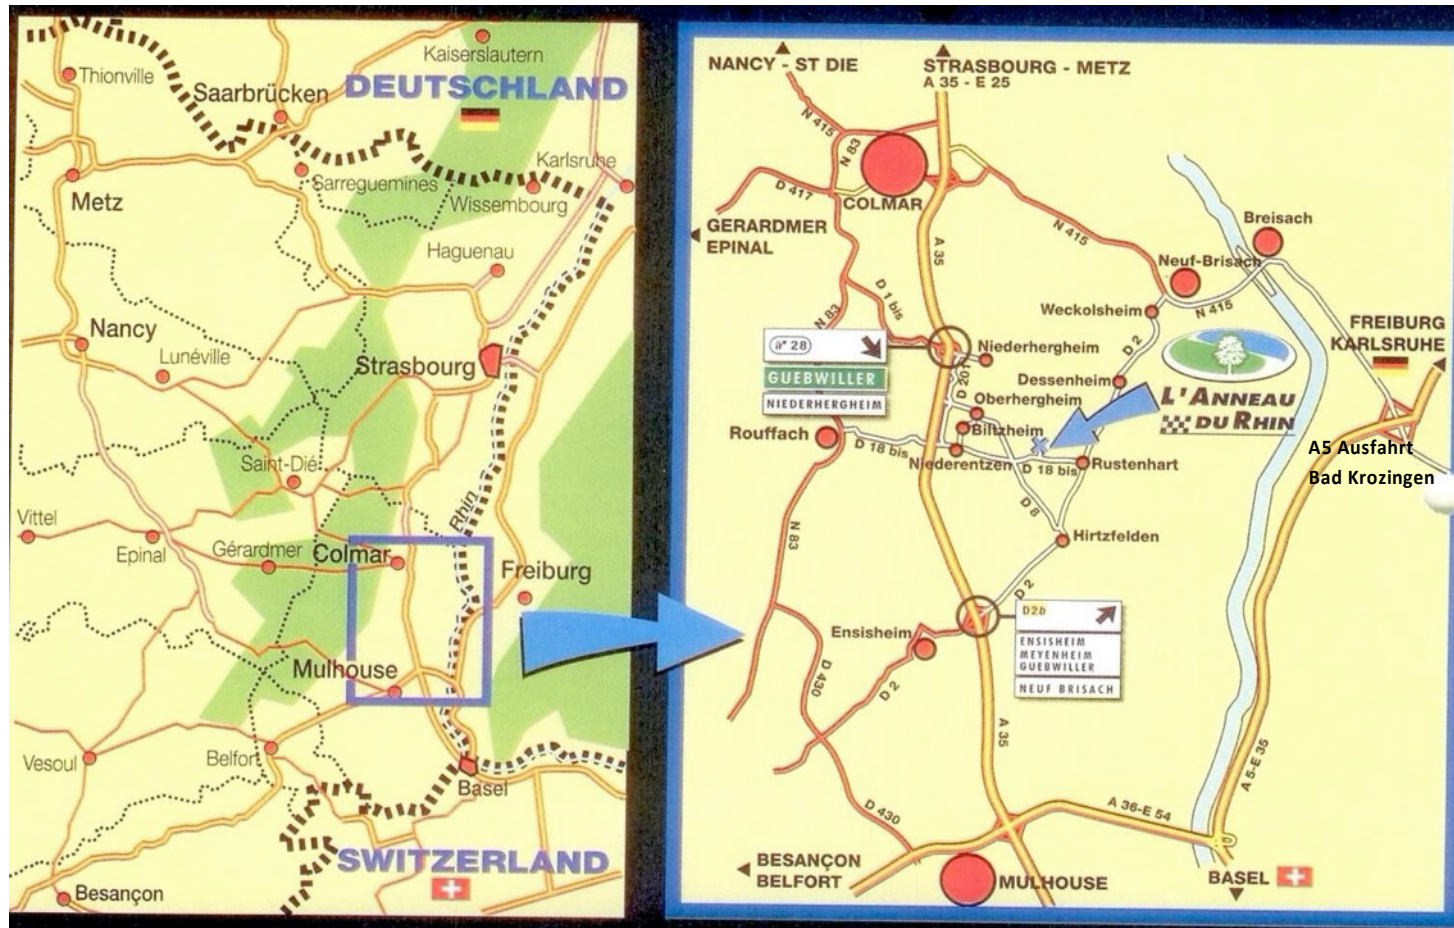 Kaiserslautern
Thionville
DEUTSCHLAND
Saarbrücken
Karlsruhe
Sarreguemines
Metz
Wissembourg
Haguenau
Nancy
Lunéville
Strasbourg
Saint-Dié
Rhin
Vittel
Epinal
Gérardmer
Colmar
Freiburg
Mulhouse
Vesoul
Belfort
Basel
SWITZERLAND
Besançon
NANCY - ST DIE
STRASBOURG - METZ
A 35 - E 25
N 415
N 83
D 417
COLMAR
GERARDMER
EPINAL
A 35
N 415
Breisach
Neuf-Brisach
N 415
Weckolsheim
D 1 bis
N 83
28
GUEBWILLER
NIEDERHERGHEIM
Niederhergheim
D 201
D 2
FREIBURG
KARLSRUHE
Dessenheim
Oberhergheim
L'ANNEAU
DU RHIN
Biltzheim
Rouffach
D 18 bis
Niederentzen
D 18 bis
Rustenhart
A5 Ausfahrt
Bad Krozingen
N 83
D 8
Hirtzfelden
D 2
D2b
ENSISHEIM
MEYENHEIM
GUEBWILLER
NEUF BRISACH
Ensisheim
D 430
D 2
A 35
A 5-E 35
D 430
A 36-E 54
BESANÇON
BELFORT
MULHOUSE
BASEL